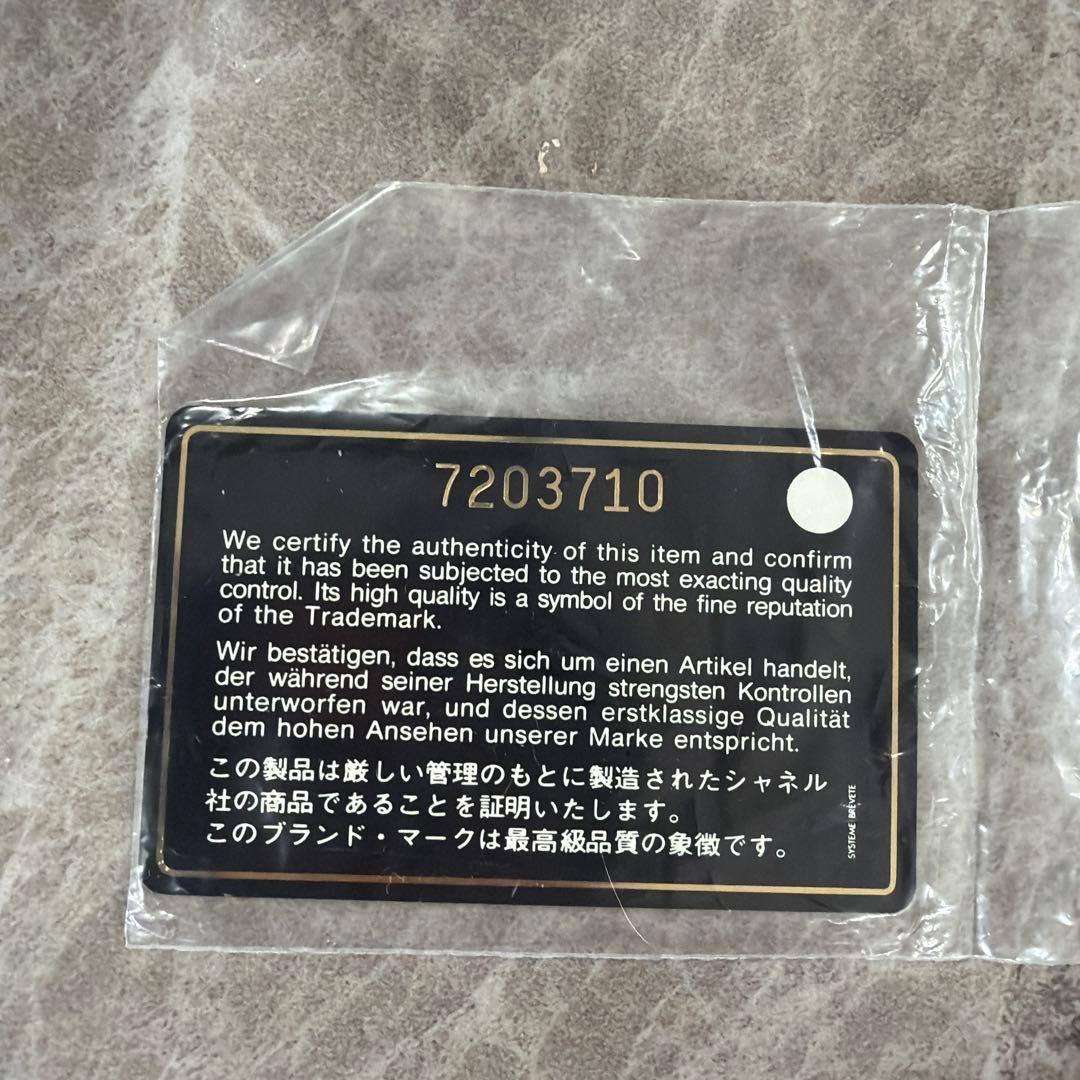 7203710
We certify the authenticity of this item and confirm
that it has been subjected to the most exacting quality
control. Its high quality is a symbol of the fine reputation
of the Trademark.
Wir bestätigen, dass es sich um einen Artikel handelt,
der während seiner Herstellung strengsten Kontrollen
unterworfen war, und dessen erstklassige Qualität
dem hohen Ansehen unserer Marke entspricht.
この製品は厳しい管理のもとに製造されたシャネル
社の商品であることを証明いたします。
このブランド・マークは最高級品質の象徴です。
SYSTEME BREVETE